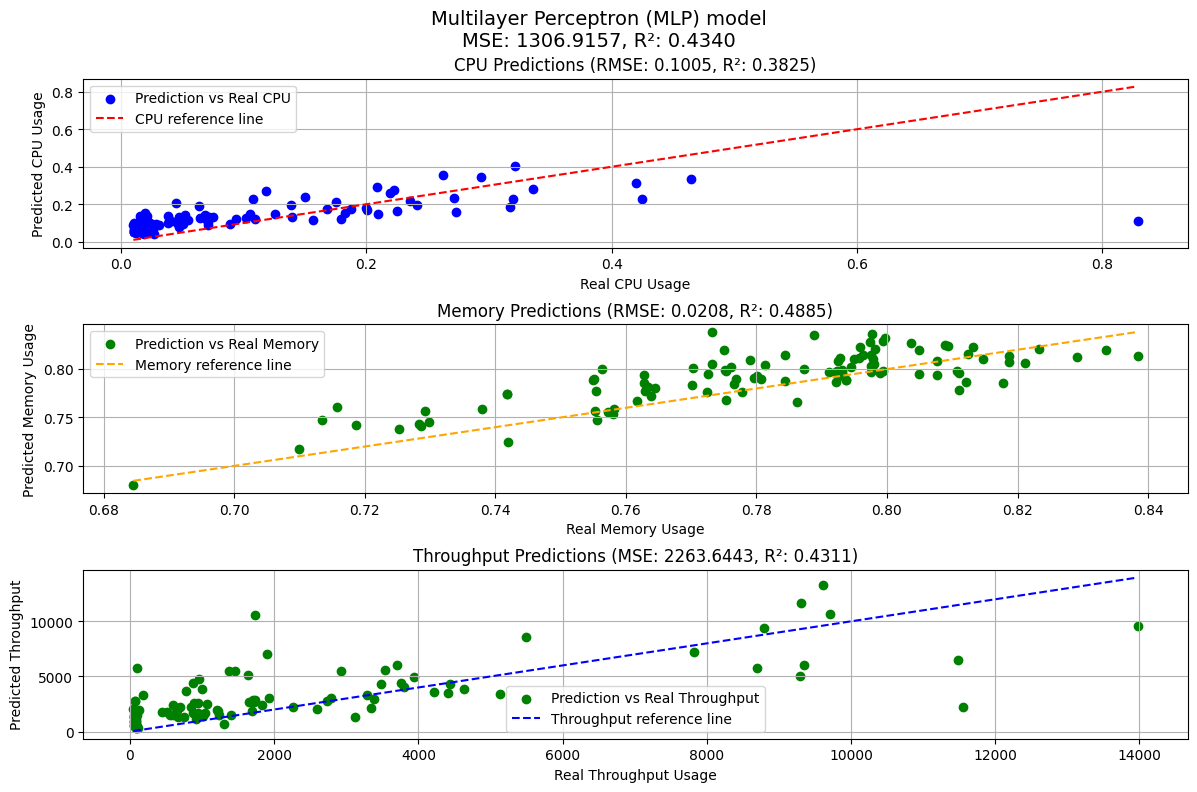 Multilayer Perceptron (MLP) model
MSE: 1306.9157, R²: 0.4340
CPU Predictions (RMSE: 0.1005, R²: 0.3825)
Predicted CPU Usage
0.8
0.6
0.4
0.2
0.0
Prediction vs Real CPU
CPU reference line
0.0
0.2
0.4
0.6
0.8
Real CPU Usage
Memory Predictions (RMSE: 0.0208, R²: 0.4885)
Predicted Memory Usage
0.80
0.75
0.70
Prediction vs Real Memory
Memory reference line
0.68
0.70
0.72
0.74
0.76
0.78
0.80
0.82
0.84
Real Memory Usage
Throughput Predictions (MSE: 2263.6443, R²: 0.4311)
Predicted Throughput
10000
5000
0
Prediction vs Real Throughput
Throughput reference line
0
2000
4000
6000
8000
10000
12000
14000
Real Throughput Usage